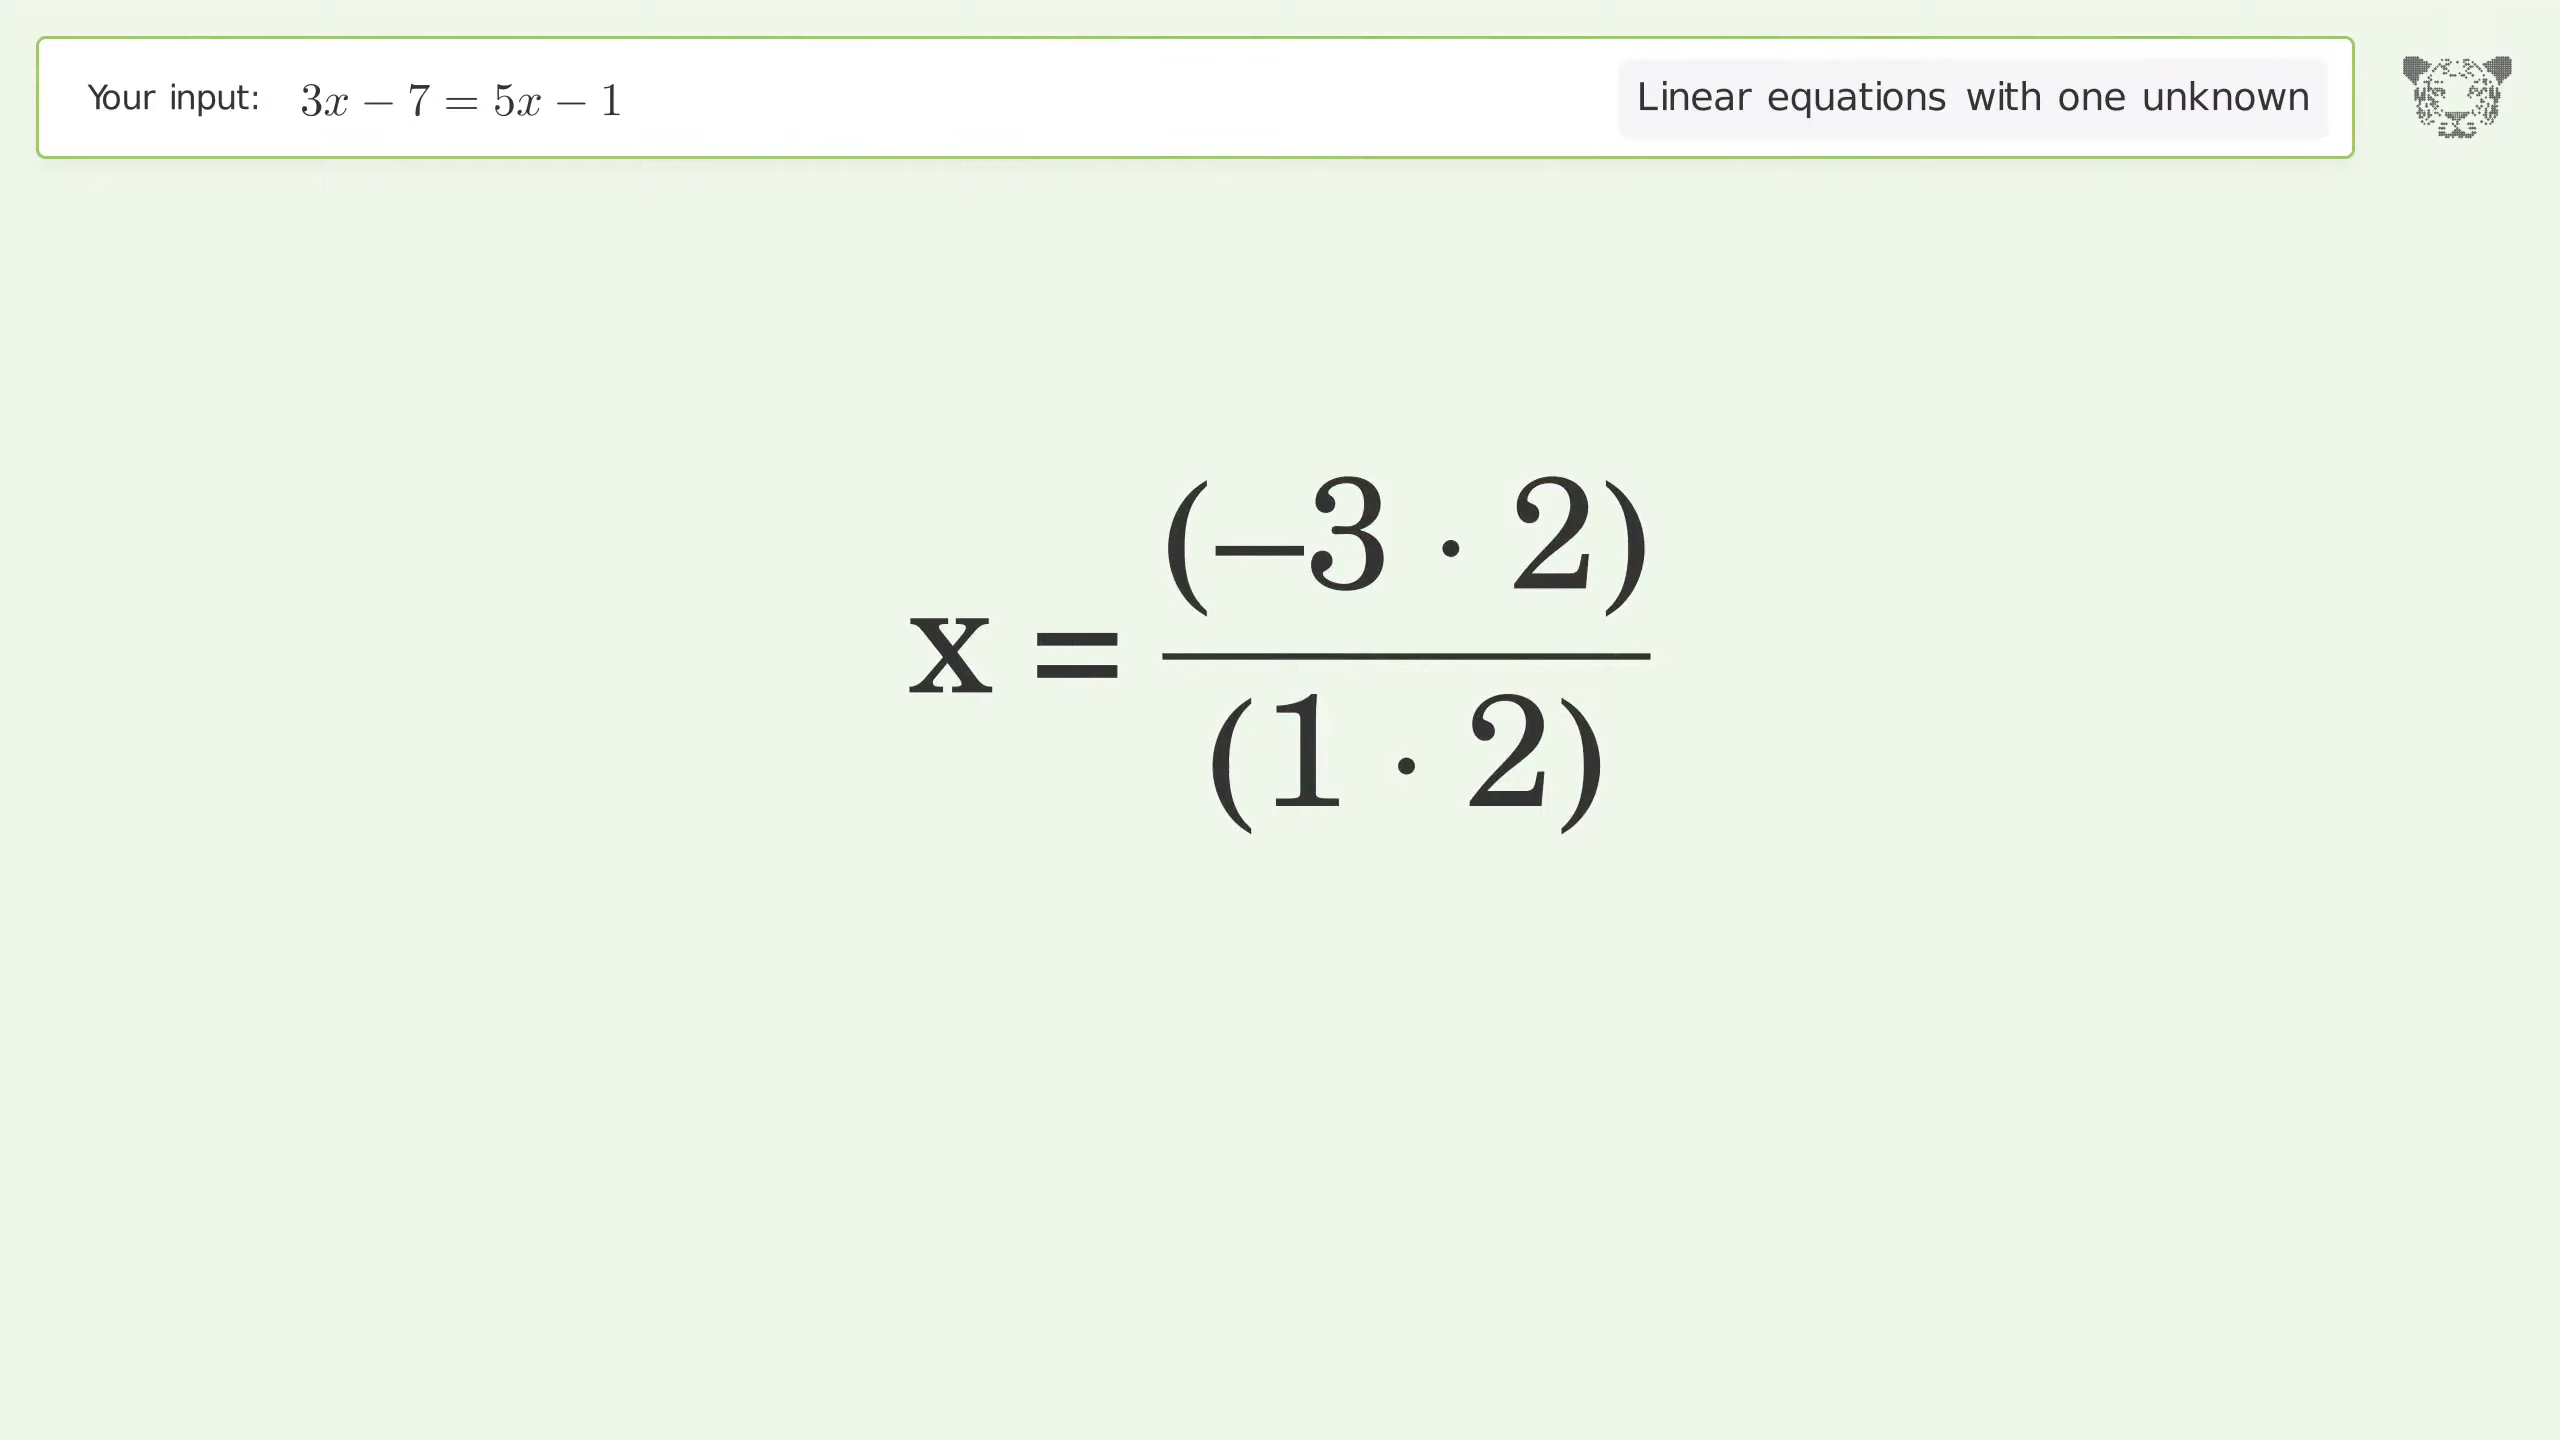 Your input: 3x − 7 = 5x − 1
Linear equations with one unknown
x = (−3 · 2)
(1 · 2)